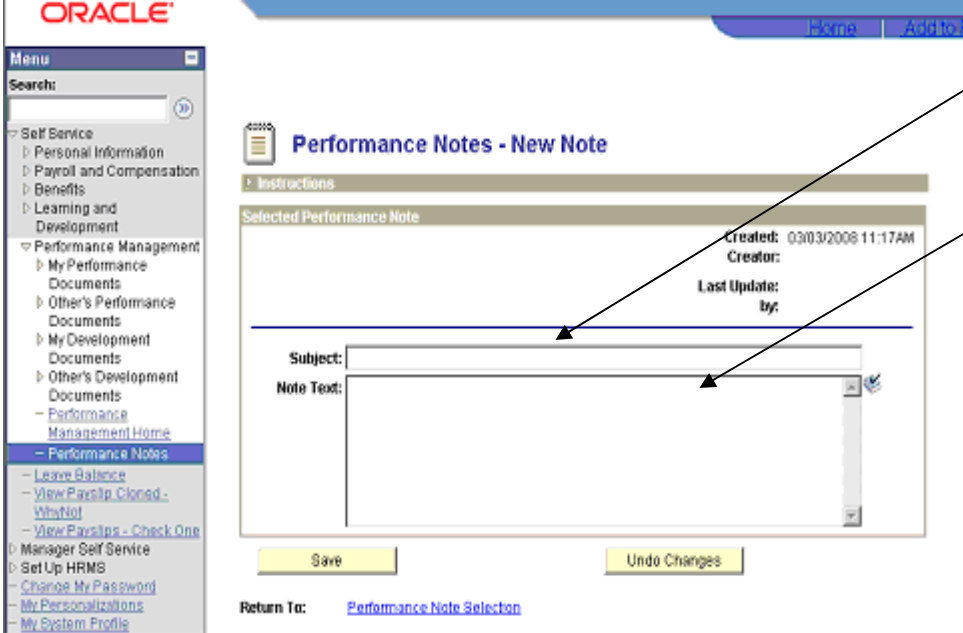 ORACLE'
Home
Add to
Menu
Search:
Self Service
Personal Information
Payroll and Compensation
Benefits
Learning and
Development
Performance Management
My Performance
Documents
Other's Performance
Documents
My Development
Documents
Other's Development
Documents
Performance
Management Home
Performance Notes
Leave Balance
View Payslip Cloned -
WhyNot
View Payslips - Check One
Manager Self Service
Set Up HRMS
Change My Password
My Personalizations
My System Profile
Performance Notes - New Note
Instructions
Selected Performance Note
Created: 03/03/2008 11:17AM
Creator:
Last Update:
by:
Subject:
Note Text:
Save
Undo Changes
Return To: Performance Note Selection